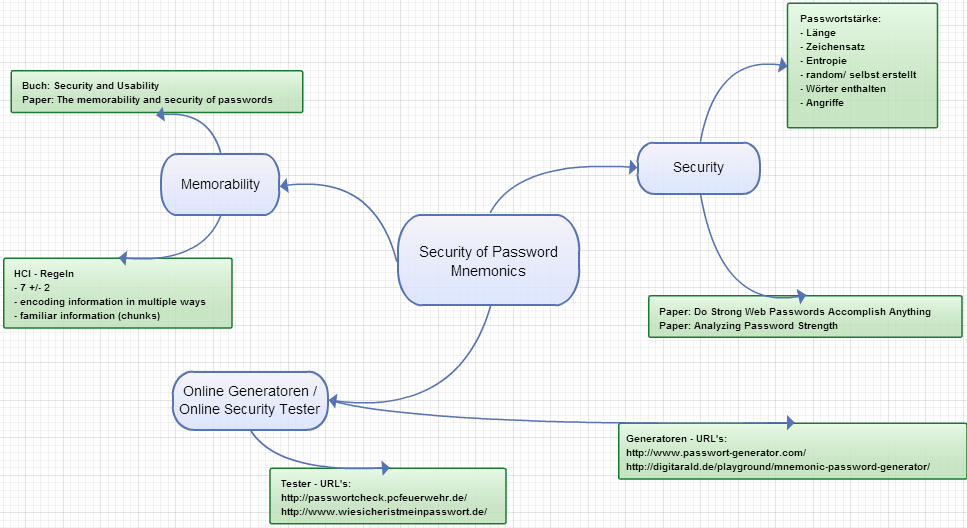 Passwortstärke:
- Länge
- Zeichensatz
- Entropie
- random/ selbst erstellt
- Wörter enthalten
- Angriffe
Buch: Security and Usability
Paper: The memorability and security of passwords
Memorability
Security
Security of Password
Mnemonics
HCI - Regeln
- 7 +/- 2
- encoding information in multiple ways
- familiar information (chunks)
Paper: Do Strong Web Passwords Accomplish Anything
Paper: Analyzing Password Strength
Online Generatoren /
Online Security Tester
Generatoren - URL's:
http://www.passwort-generator.com/
http://digitarald.de/playground/mnemonic-password-generator/
Tester - URL's:
http://passwortcheck.pcfeuerwehr.de/
http://www.wiesicheristmeinpasswort.de/